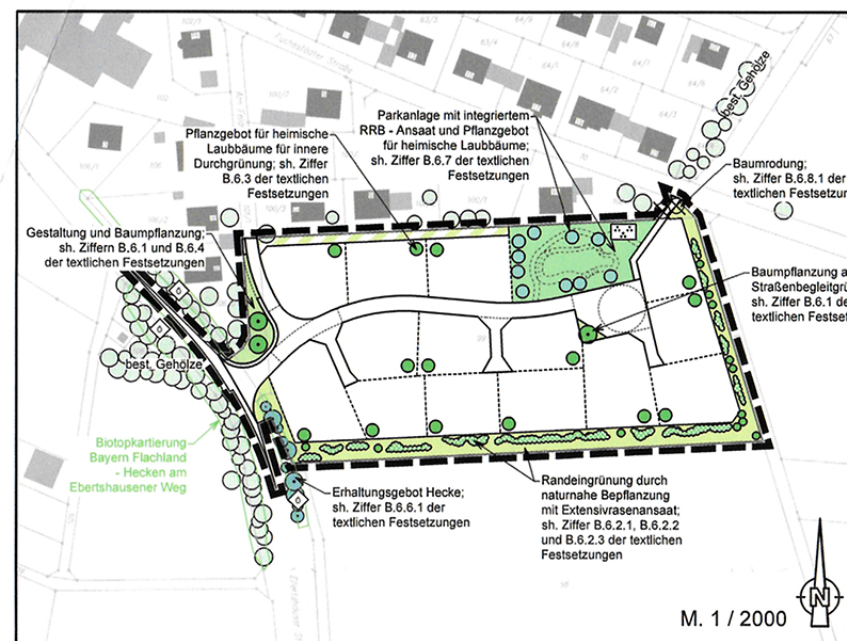 Fuchsstädter Straße
best. Gehölze
Pflanzgebot für heimische
Laubbäume für innere
Durchgrünung; sh. Ziffer
B.6.3 der textlichen
Festsetzungen
Parkanlage mit integriertem
RRB - Ansaat und Pflanzgebot
für heimische Laubbäume;
sh. Ziffer B.6.7 der textlichen
Festsetzungen
Baumrodung;
sh. Ziffer B.6.8.1 der
textlichen Festsetzu
Gestaltung und Baumpflanzung;
sh. Ziffern B.6.1 und B.6.4
der textlichen Festsetzungen
Baumpflanzung a
Straßenbegleitgrü
sh. Ziffer B.6.1 de
textlichen Festset
best. Gehölze
Biotopkartierung
Bayern Flachland
- Hecken am
Ebertshausener Weg
Erhaltungsgebot Hecke;
sh. Ziffer B.6.6.1 der
textlichen Festsetzungen
Randeingrünung durch
naturnahe Bepflanzung
mit Extensivrasenansaat;
sh. Ziffer B.6.2.1, B.6.2.2
und B.6.2.3 der textlichen
Festsetzungen
N
M. 1 / 2000